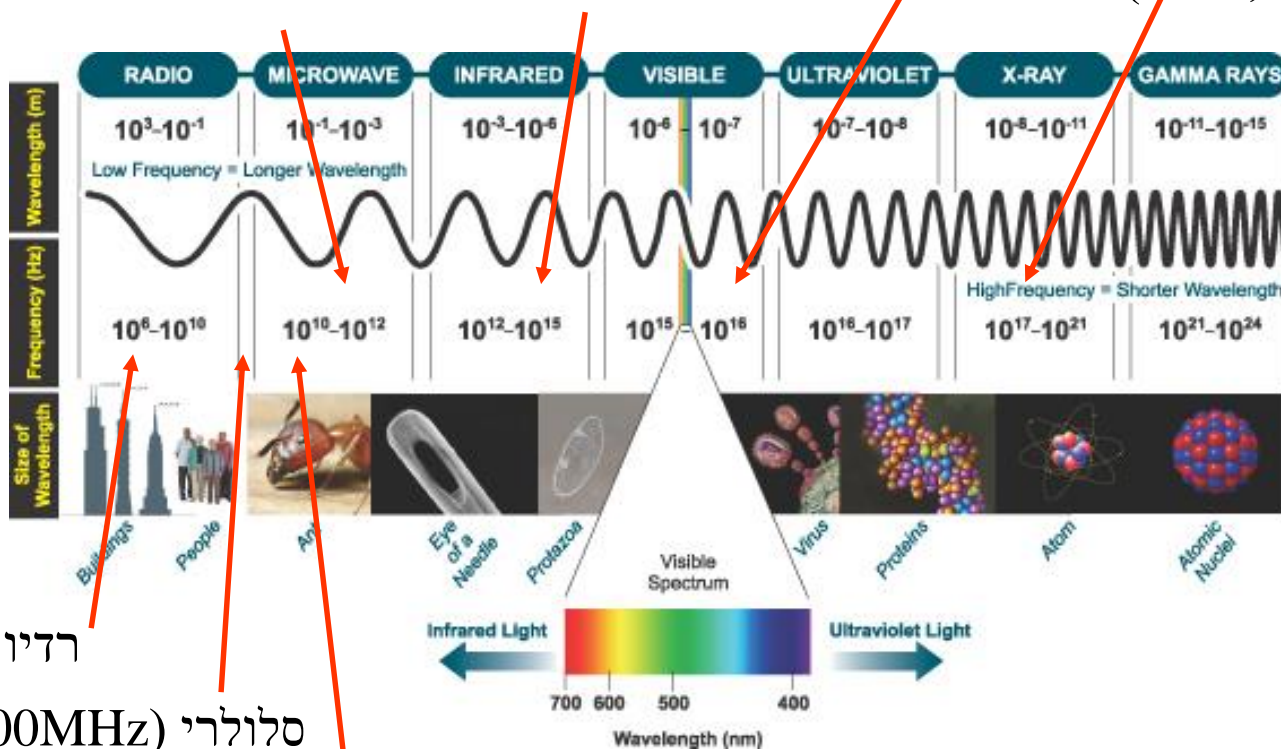 RADIO MICROWAVE INFRARED VISIBLE ULTRAVIOLET X-RAY GAMMA RAYS
Wavelength (m)
10³-10⁻¹ 10⁻¹-10⁻³ 10⁻³-10⁻⁶ 10⁻⁶ - 10⁻⁷ 10⁻⁷-10⁻⁸ 10⁻⁸-10⁻¹¹ 10⁻¹¹-10⁻¹⁵
Low Frequency = Longer Wavelength
Frequency (Hz)
HighFrequency = Shorter Wavelength
10⁶-10¹⁰ 10¹⁰-10¹² 10¹²-10¹⁵ 10¹⁵ - 10¹⁶ 10¹⁶-10¹⁷ 10¹⁷-10²¹ 10²¹-10²⁴
Size of
Wavelength
Buildings People Ant Eye
of a
Needle Protazoa Virus Proteins Atom Atomic
Nuclei
Visible
Spectrum
Infrared Light Ultraviolet Light
700 600 500 400
Wavelength (nm)
רדיו
סלולרי (00MHz